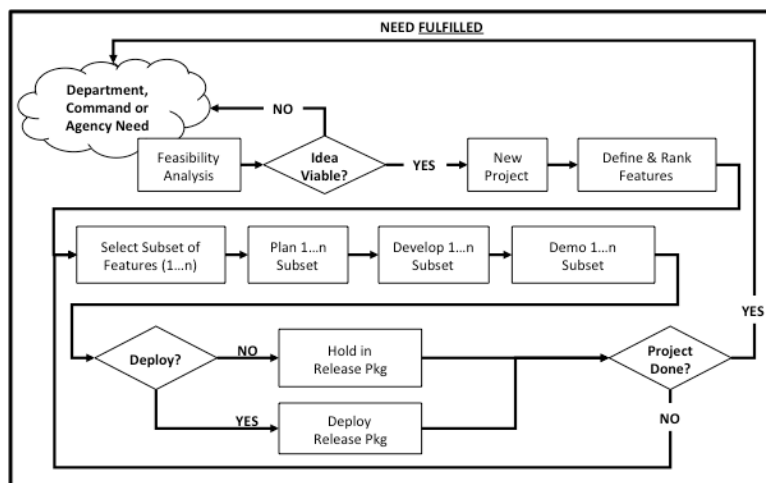 NEED FULFILLED
Department,
Command or
Agency Need
NO
Feasibility
Analysis
Idea
Viable?
YES
New
Project
Define & Rank
Features
Select Subset of
Features (1...n)
Plan 1...n
Subset
Develop 1...n
Subset
Demo 1...n
Subset
YES
Deploy?
NO
Hold in
Release Pkg
Project
Done?
YES
Deploy
Release Pkg
NO